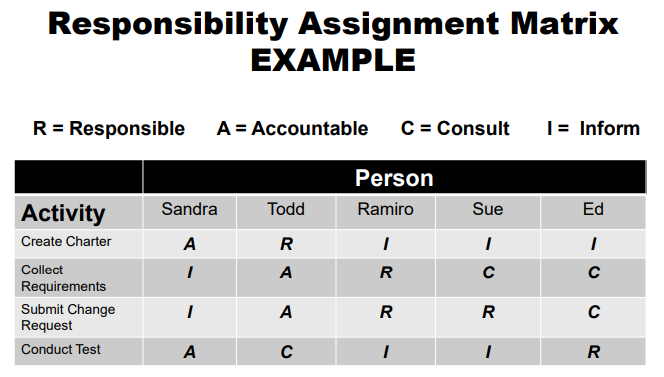 Responsibility Assignment Matrix
EXAMPLE
R = Responsible A = Accountable C = Consult I = Inform
Person
Activity Sandra Todd Ramiro Sue Ed
Create Charter A R I I I
Collect
Requirements I A R C C
Submit Change
Request I A R R C
Conduct Test A C I I R